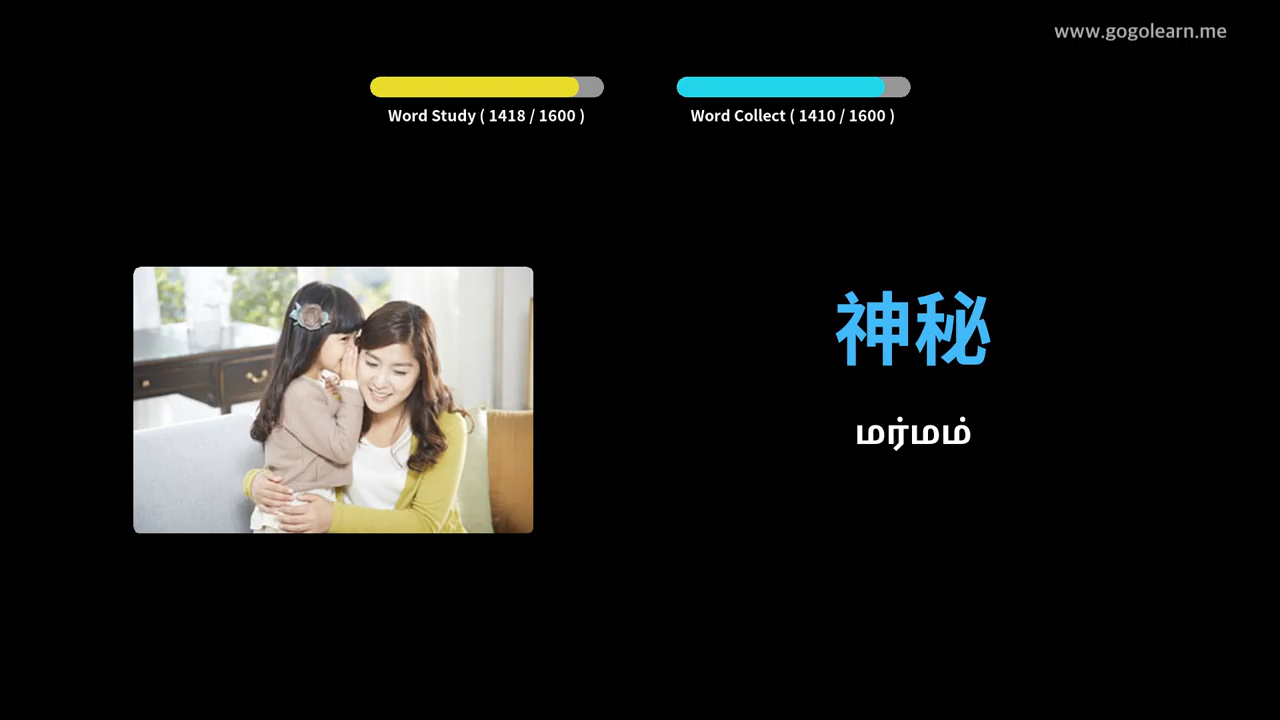 www.gogolearn.me
Word Study ( 1418 / 1600 )
Word Collect ( 1410 / 1600 )
神秘
மர்மம்